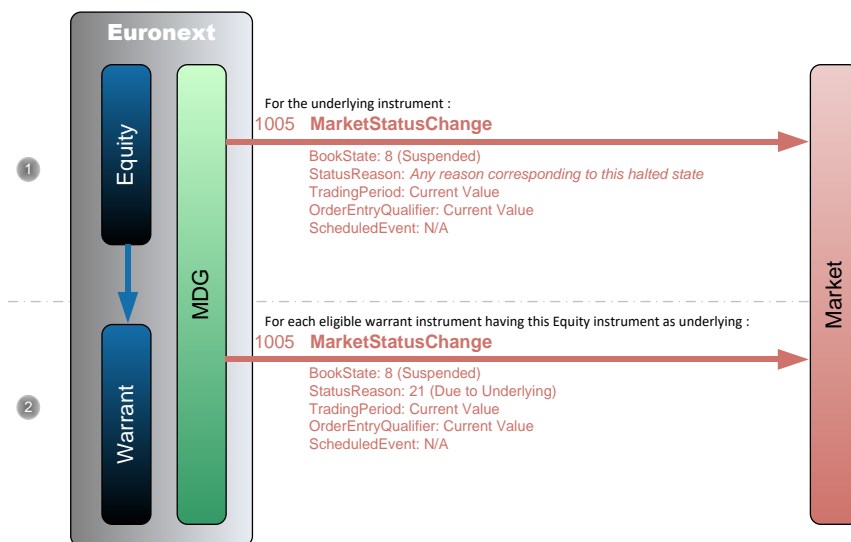 Euronext
Equity
MDG
Market
1
For the underlying instrument :
1005 MarketStatusChange
BookState: 8 (Suspended)
StatusReason: Any reason corresponding to this halted state
TradingPeriod: Current Value
OrderEntryQualifier: Current Value
ScheduledEvent: N/A
Warrant
2
For each eligible warrant instrument having this Equity instrument as underlying :
1005 MarketStatusChange
BookState: 8 (Suspended)
StatusReason: 21 (Due to Underlying)
TradingPeriod: Current Value
OrderEntryQualifier: Current Value
ScheduledEvent: N/A